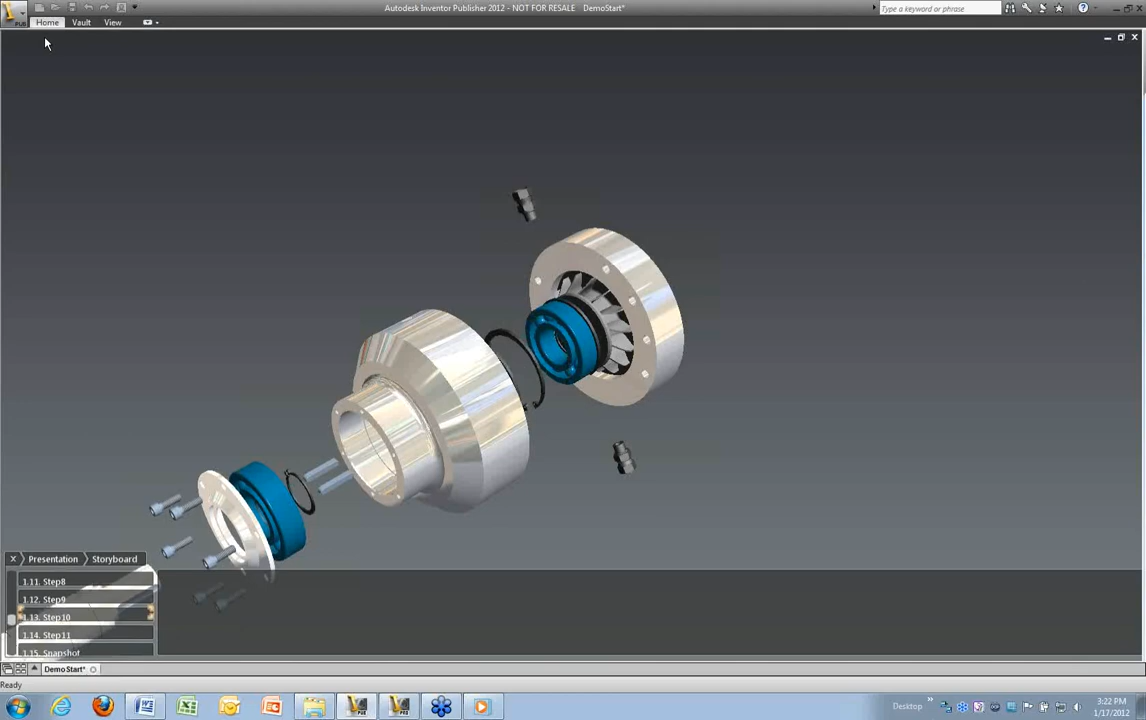 Autodesk Inventor Publisher 2012 - NOT FOR RESALE   DemoStart*
Type a keyword or phrase
PUB
Home   Vault   View
X   Presentation   Storyboard
1.11. Step8
1.12. Step9
1.13. Step10
1.14. Step11
1.15. Snapshot
DemoStart*
Ready
Desktop
3:22 PM
1/17/2012